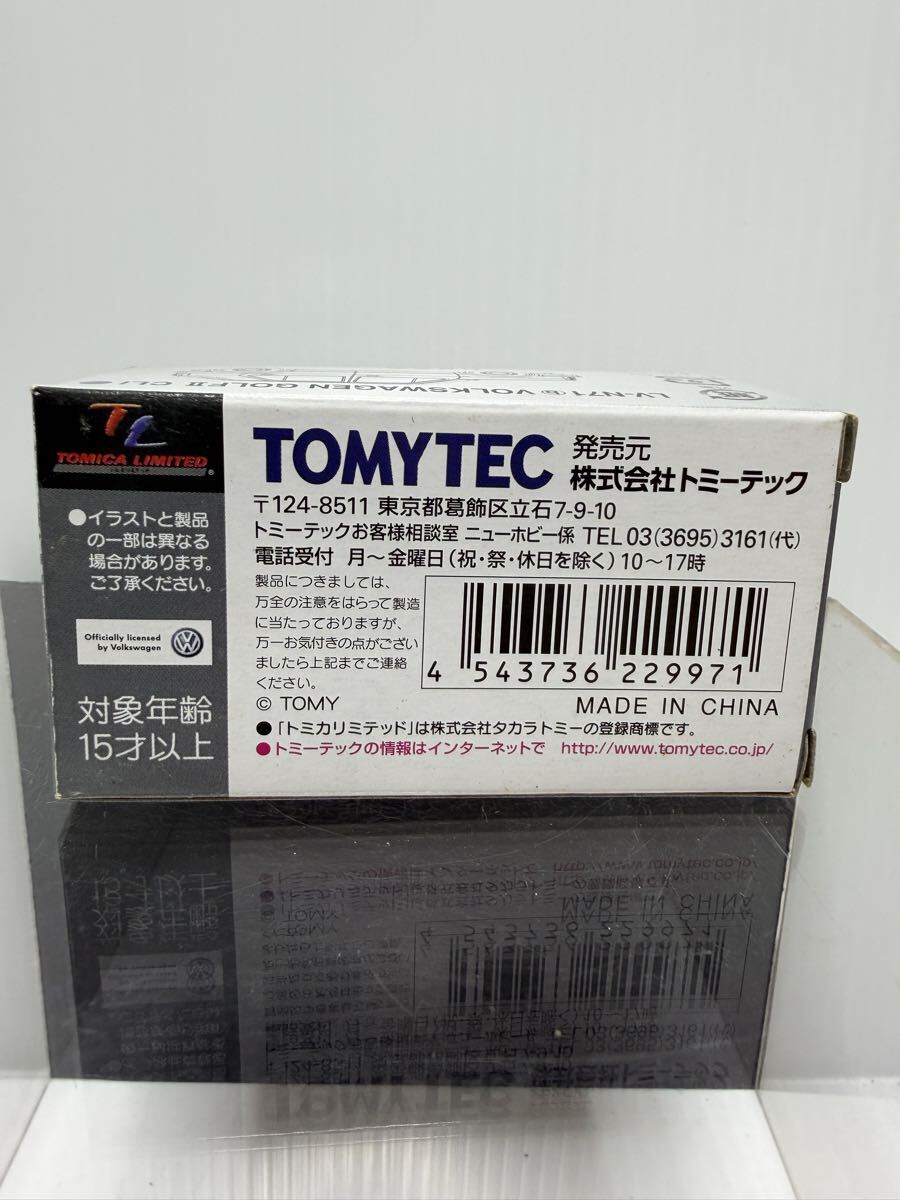 LV-N71 b VOLKSWAGEN GOLF II CLi
TL
TOMICA LIMITED
●イラストと製品
の一部は異なる
場合があります。
ご了承ください。
Officially licensed
by Volkswagen
対象年齢
15才以上
TOMYTEC
発売元
株式会社トミーテック
〒124-8511 東京都葛飾区立石7-9-10
トミーテックお客様相談室 ニューホビー係 TEL 03(3695)3161(代)
電話受付 月〜金曜日(祝・祭・休日を除く)10〜17時
製品につきましては、
万全の注意をはらって製造
に当たっておりますが、
万一お気付きの点がござい
ましたら上記までご連絡
ください。
4 543736 229971
© TOMY
MADE IN CHINA
●「トミカリミテッド」は株式会社タカラトミーの登録商標です。
●トミーテックの情報はインターネットで http://www.tomytec.co.jp/